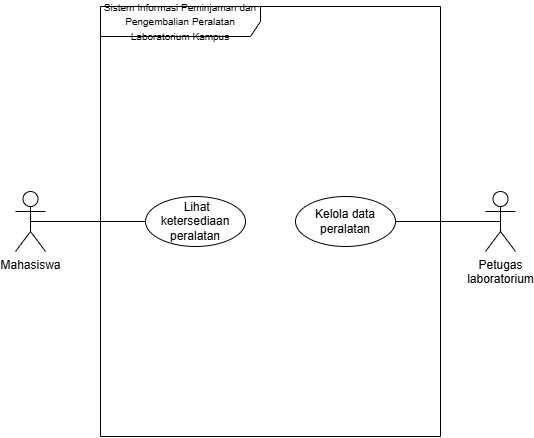 Sistem Informasi Peminjaman dan
Pengembalian Peralatan
Laboratorium Kampus
Lihat
ketersediaan
peralatan
Kelola data
peralatan
Mahasiswa
Petugas
laboratorium